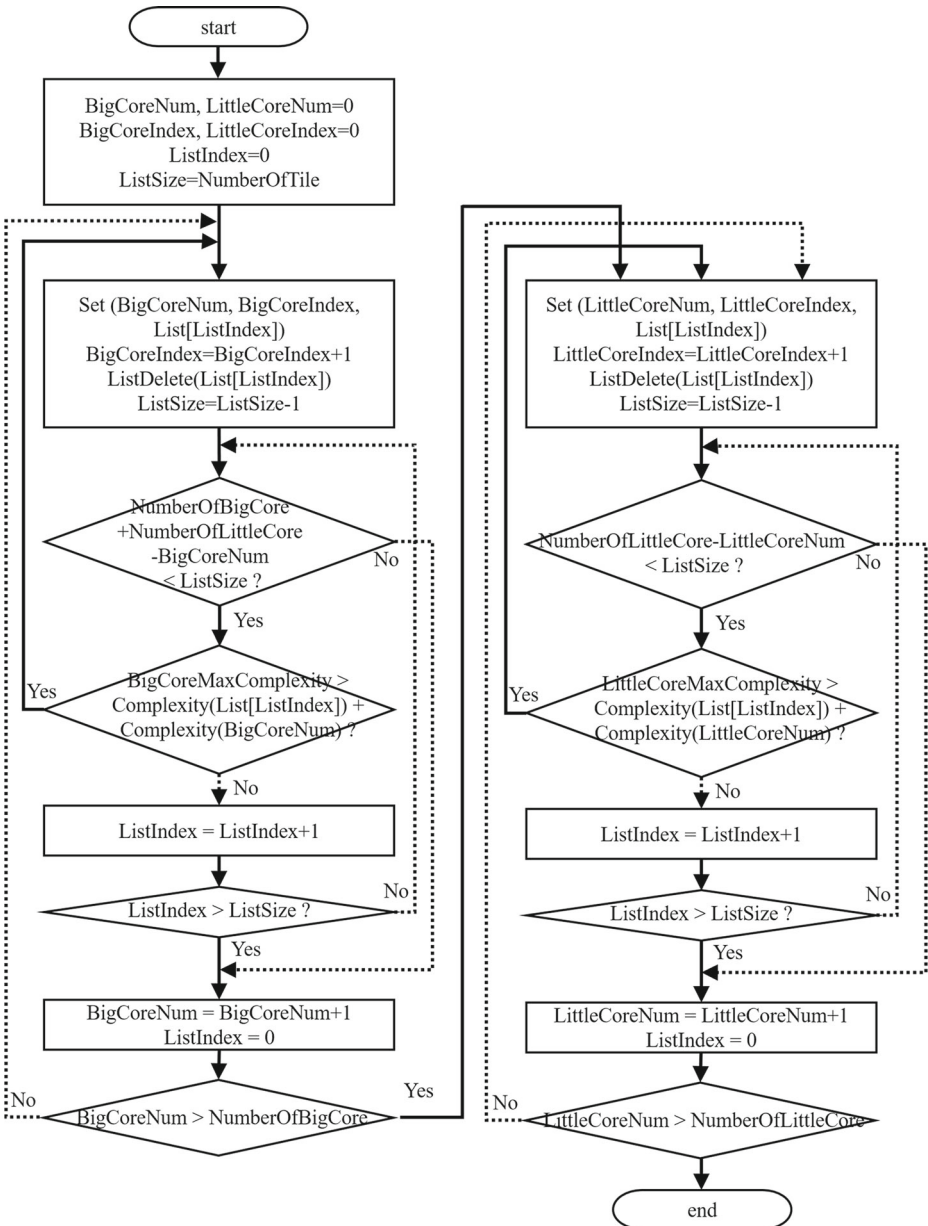 start
BigCoreNum, LittleCoreNum=0
BigCoreIndex, LittleCoreIndex=0
ListIndex=0
ListSize=NumberOfTile
Set (BigCoreNum, BigCoreIndex,
List[ListIndex])
BigCoreIndex=BigCoreIndex+1
ListDelete(List[ListIndex])
ListSize=ListSize-1
NumberOfBigCore
+NumberOfLittleCore
-BigCoreNum
< ListSize ?
No
Yes
BigCoreMaxComplexity >
Complexity(List[ListIndex]) +
Complexity(BigCoreNum) ?
Yes
No
ListIndex = ListIndex+1
ListIndex > ListSize ?
No
Yes
BigCoreNum = BigCoreNum+1
ListIndex = 0
BigCoreNum > NumberOfBigCore
No
Yes
Set (LittleCoreNum, LittleCoreIndex,
List[ListIndex])
LittleCoreIndex=LittleCoreIndex+1
ListDelete(List[ListIndex])
ListSize=ListSize-1
NumberOfLittleCore-LittleCoreNum
< ListSize ?
No
Yes
LittleCoreMaxComplexity >
Complexity(List[ListIndex]) +
Complexity(LittleCoreNum) ?
Yes
No
ListIndex = ListIndex+1
ListIndex > ListSize ?
No
Yes
LittleCoreNum = LittleCoreNum+1
ListIndex = 0
LittleCoreNum > NumberOfLittleCore
No
end